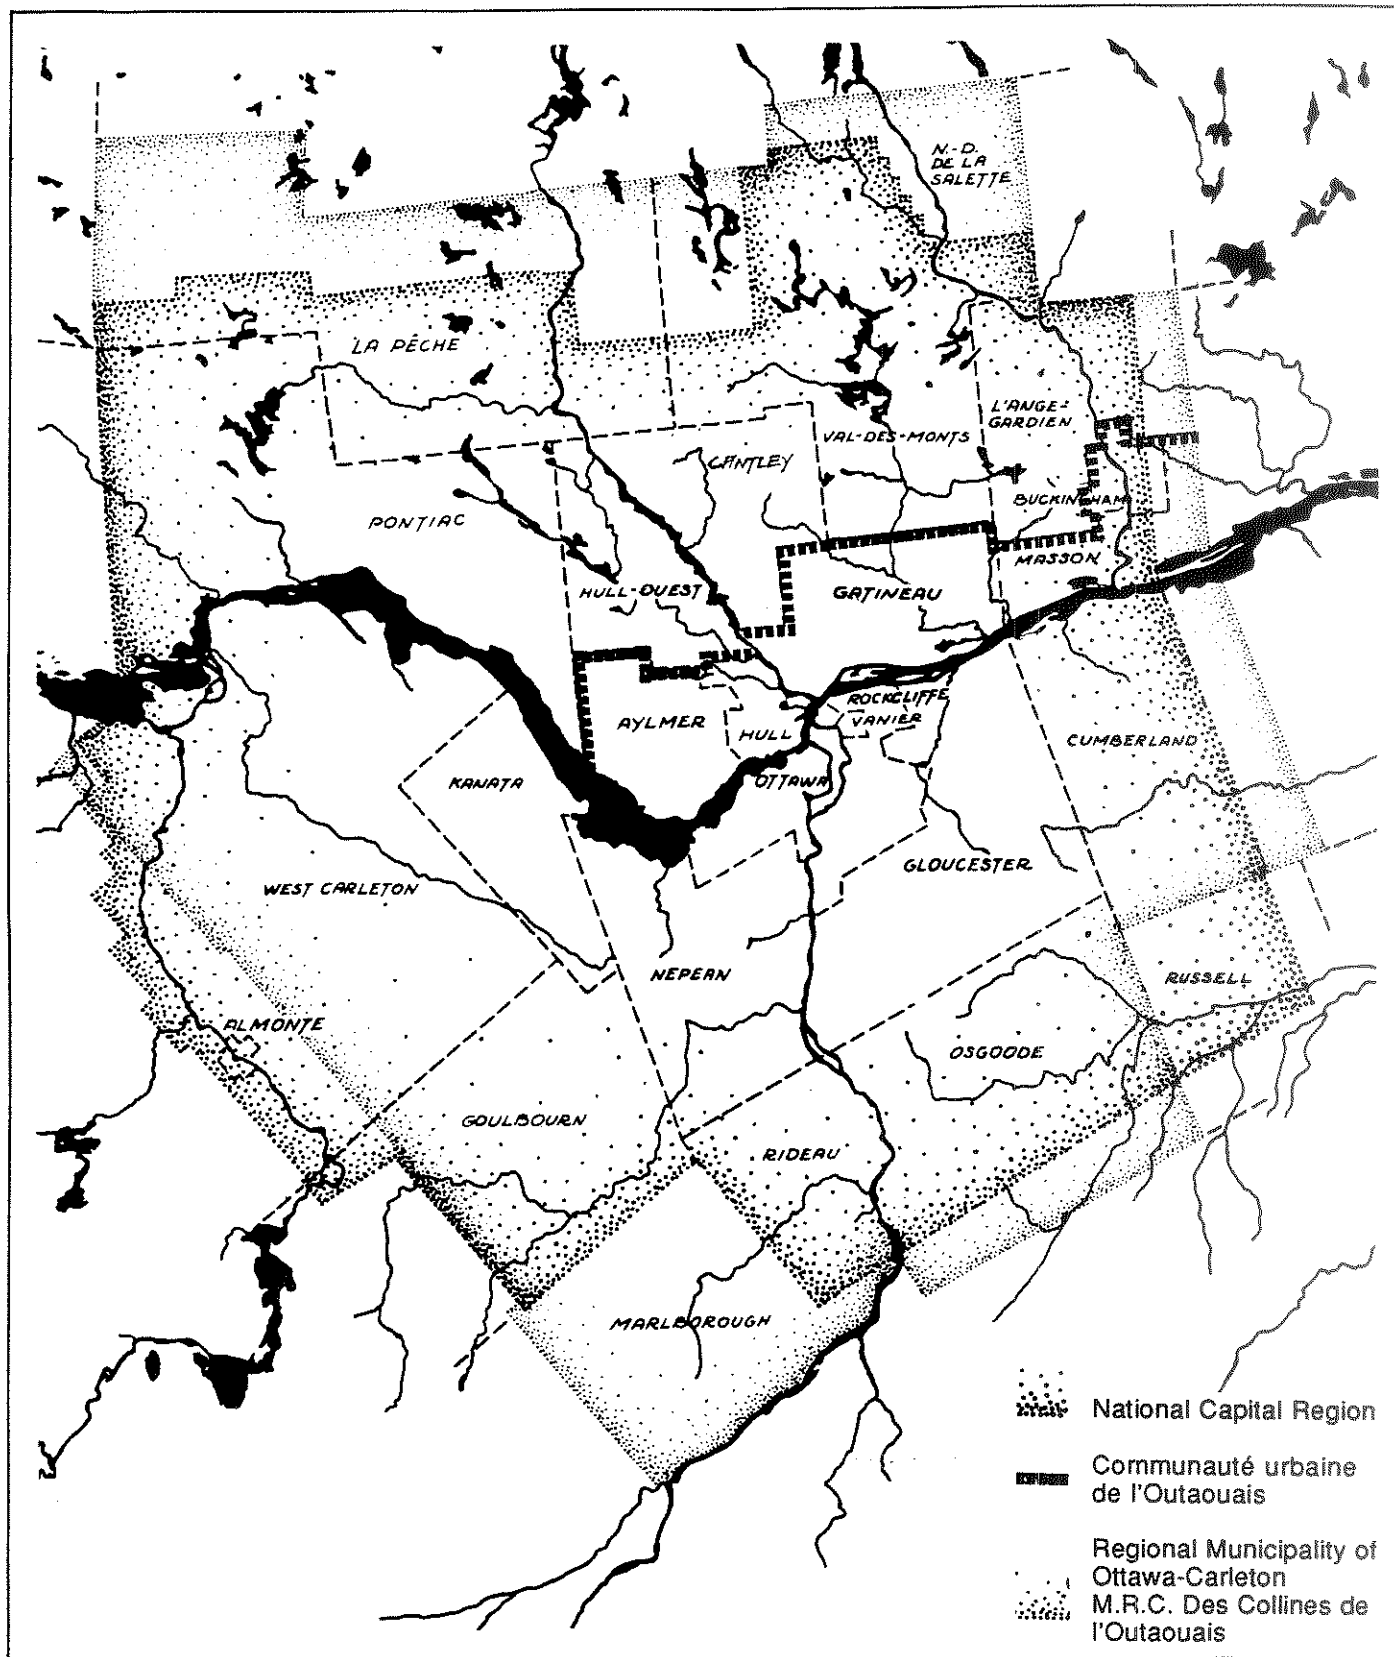 N.-D.
DE LA
SALETTE
LA PÊCHE
L'ANGE-
GARDIEN
VAL-DES-MONTS
CANTLEY
BUCKINGHAM
PONTIAC
MASSON
HULL-OUEST
GATINEAU
ROCKCLIFFE
VANIER
AYLMER
HULL
CUMBERLAND
KANATA
OTTAWA
GLOUCESTER
WEST CARLETON
NEPEAN
RUSSELL
ALMONTE
OSGOODE
GOULBOURN
RIDEAU
MARLBOROUGH
National Capital Region
Communauté urbaine
de l'Outaouais
Regional Municipality of
Ottawa-Carleton
M.R.C. Des Collines de
l'Outaouais